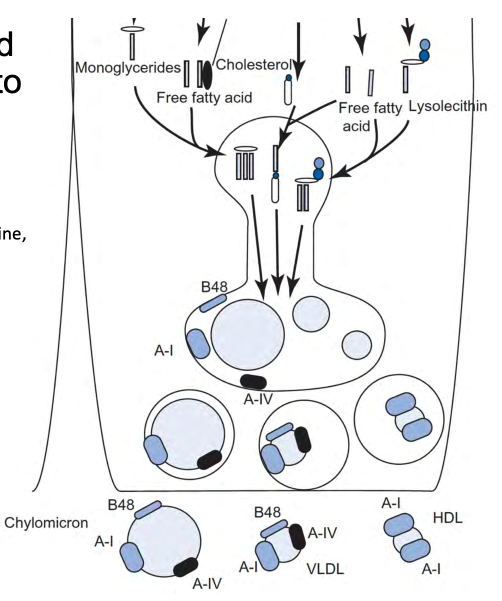 d
to
ine,
Monoglycerides
Cholesterol
Free fatty acid
Free fatty
acid
Lysolecithin
B48
A-I
A-IV
Chylomicron
B48
A-I
A-IV
B48
A-IV
A-I
VLDL
A-I
HDL
A-I